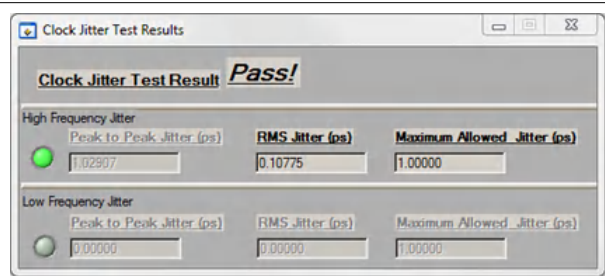 Clock Jitter Test Results
Clock Jitter Test Result Pass!
High Frequency Jitter
Peak to Peak Jitter (ps) RMS Jitter (ps) Maximum Allowed Jitter (ps)
1.02907 0.10775 1.00000
Low Frequency Jitter
Peak to Peak Jitter (ps) RMS Jitter (ps) Maximum Allowed Jitter (ps)
0.00000 0.00000 1.00000